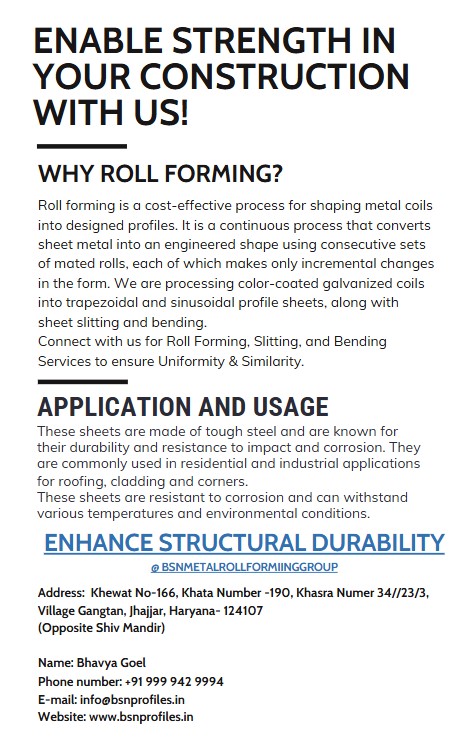 ENABLE STRENGTH IN
YOUR CONSTRUCTION
WITH US!
WHY ROLL FORMING?
Roll forming is a cost-effective process for shaping metal coils
into designed profiles. It is a continuous process that converts
sheet metal into an engineered shape using consecutive sets
of mated rolls, each of which makes only incremental changes
in the form. We are processing color-coated galvanized coils
into trapezoidal and sinusoidal profile sheets, along with
sheet slitting and bending.
Connect with us for Roll Forming, Slitting, and Bending
Services to ensure Uniformity & Similarity.
APPLICATION AND USAGE
These sheets are made of tough steel and are known for
their durability and resistance to impact and corrosion. They
are commonly used in residential and industrial applications
for roofing, cladding and corners.
These sheets are resistant to corrosion and can withstand
various temperatures and environmental conditions.
ENHANCE STRUCTURAL DURABILITY
@ BSNMETALROLLFORMIINGGROUP
Address: Khewat No-166, Khata Number -190, Khasra Numer 34//23/3,
Village Gangtan, Jhajjar, Haryana- 124107
(Opposite Shiv Mandir)
Name: Bhavya Goel
Phone number: +91 999 942 9994
E-mail: info@bsnprofiles.in
Website: www.bsnprofiles.in